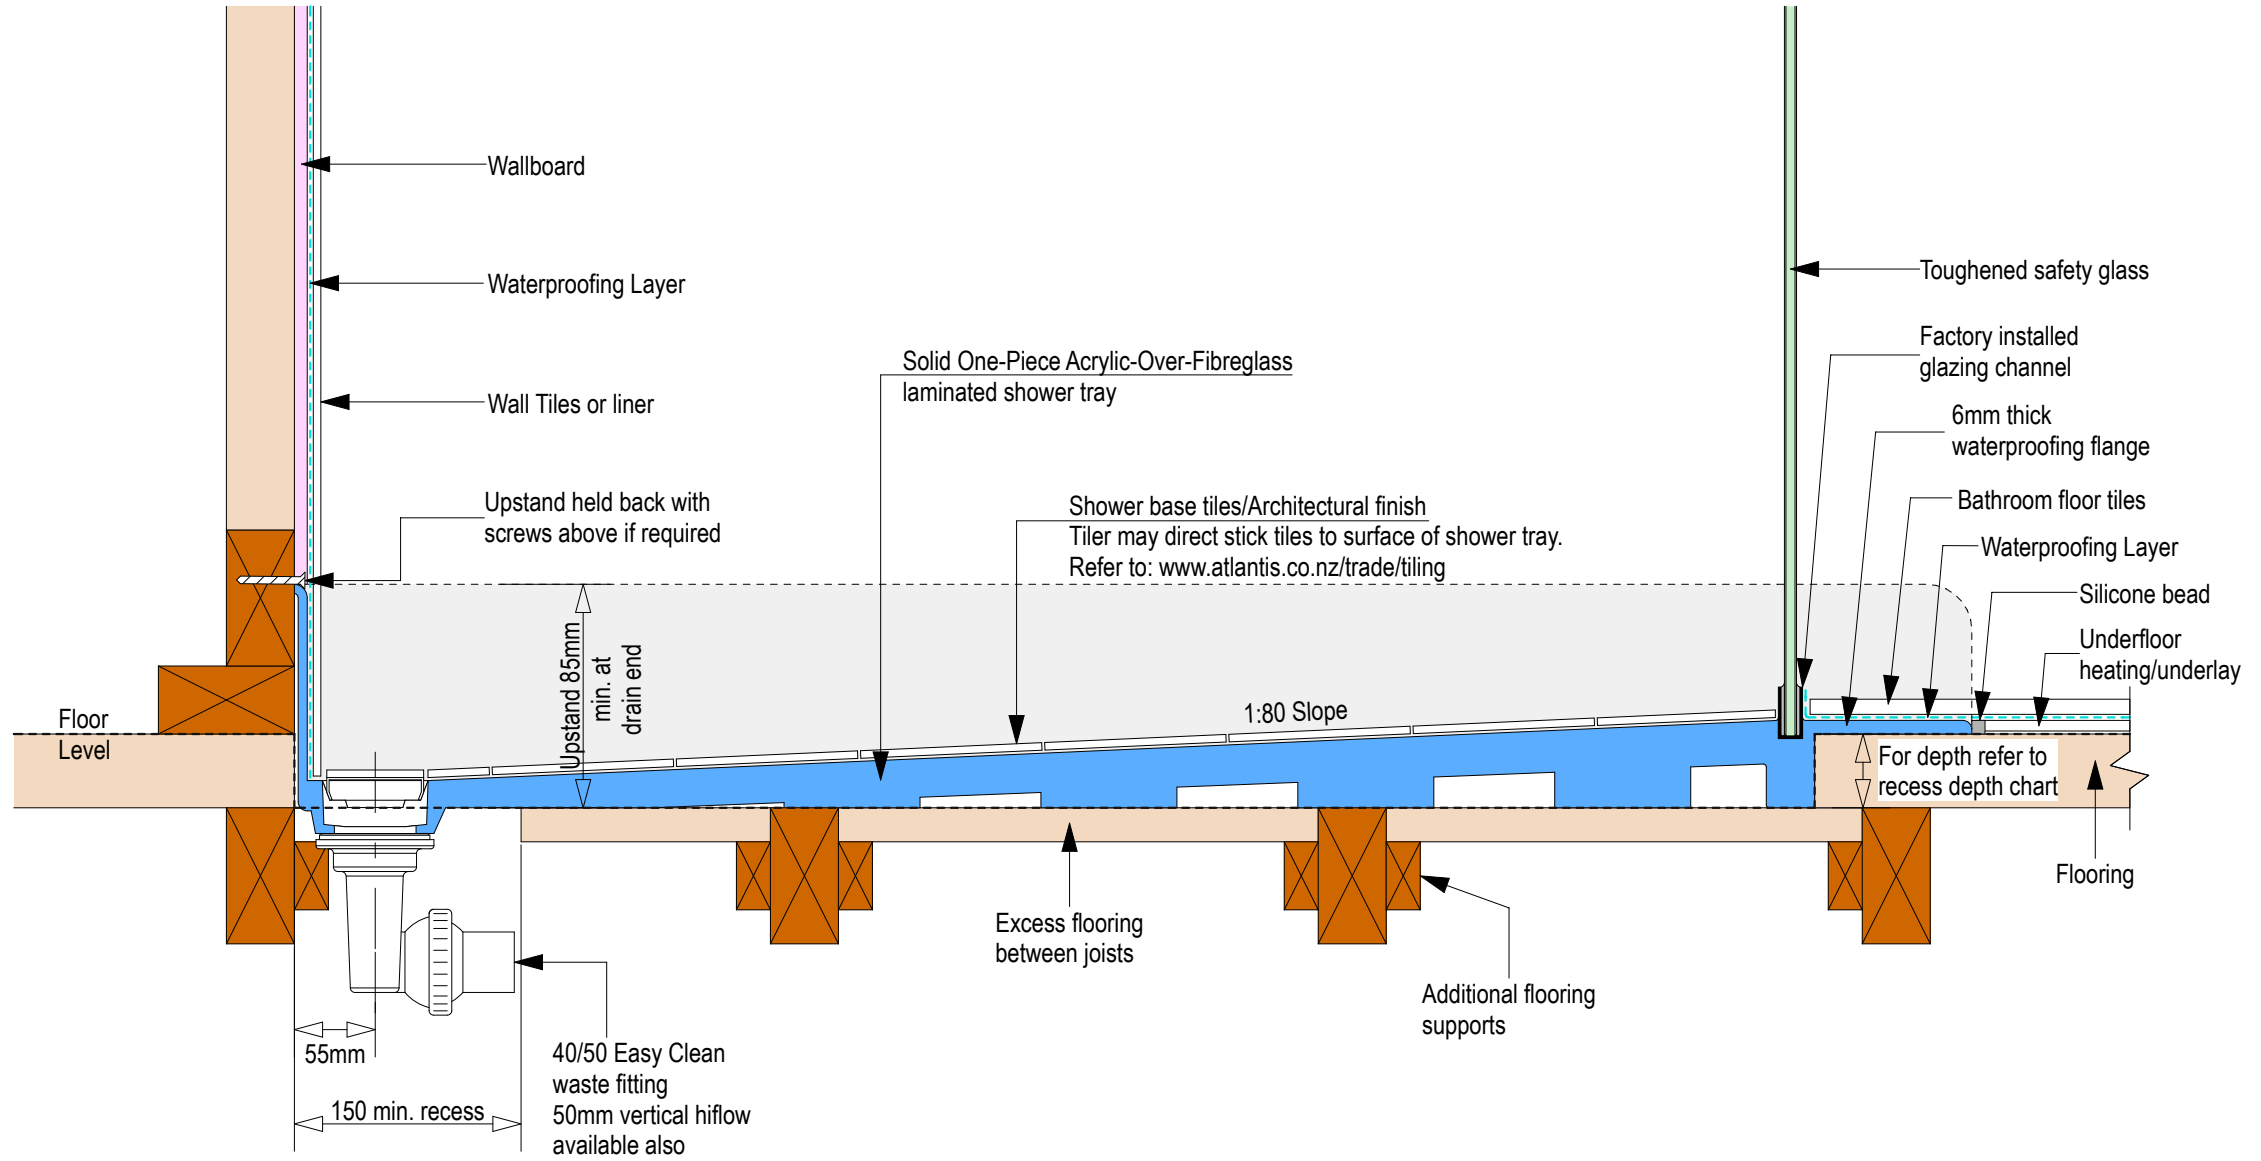 Wallboard
Waterproofing Layer
Wall Tiles or liner
Upstand held back with
screws above if required
Solid One-Piece Acrylic-Over-Fibreglass
laminated shower tray
Shower base tiles/Architectural finish
Tiler may direct stick tiles to surface of shower tray.
Refer to: www.atlantis.co.nz/trade/tiling
Toughened safety glass
Factory installed
glazing channel
6mm thick
waterproofing flange
Bathroom floor tiles
Waterproofing Layer
Silicone bead
Underfloor
heating/underlay
Upstand 85mm
min. at
drain end
1:80 Slope
Floor
Level
For depth refer to
recess depth chart
Flooring
Excess flooring
between joists
Additional flooring
supports
55mm
150 min. recess
40/50 Easy Clean
waste fitting
50mm vertical hiflow
available also